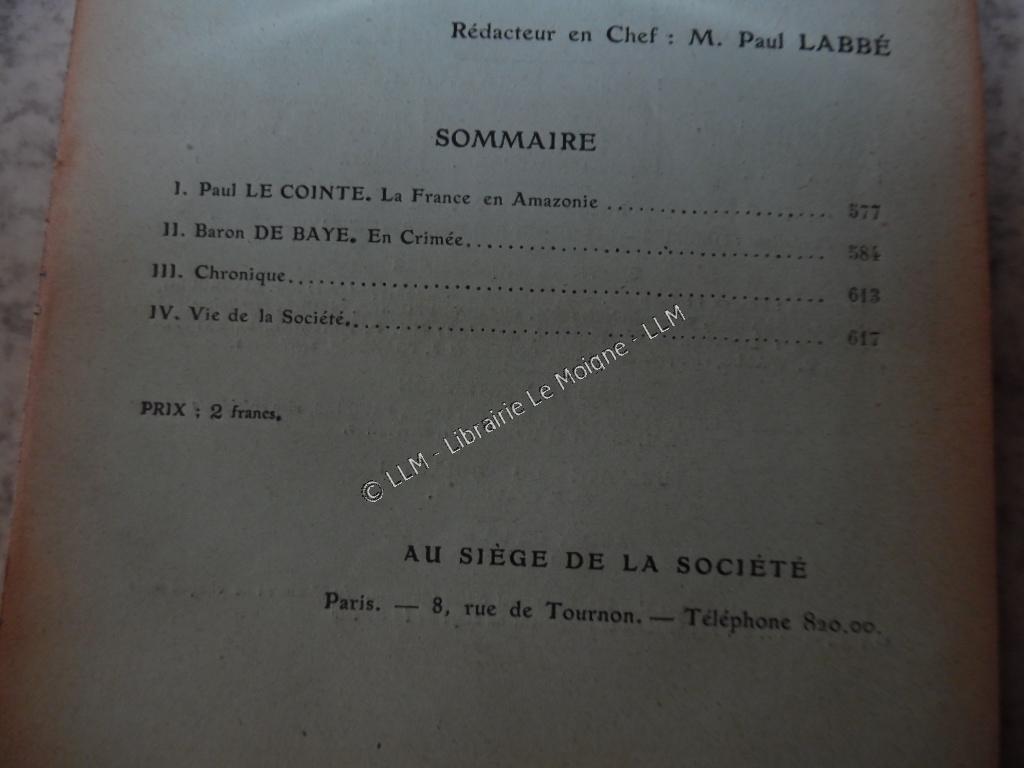 Rédacteur en Chef : M. Paul LABBÉ
SOMMAIRE
I. Paul LE COINTE. La France en Amazonie .................... 577
II. Baron DE BAYE. En Crimée.................................. 584
III. Chronique.................................................. 613
IV. Vie de la Société............................................ 617
PRIX : 2 francs.
© LLM - Librairie Le Moigne - LLM
AU SIÈGE DE LA SOCIÉTÉ
Paris. — 8, rue de Tournon. — Téléphone 820.00.